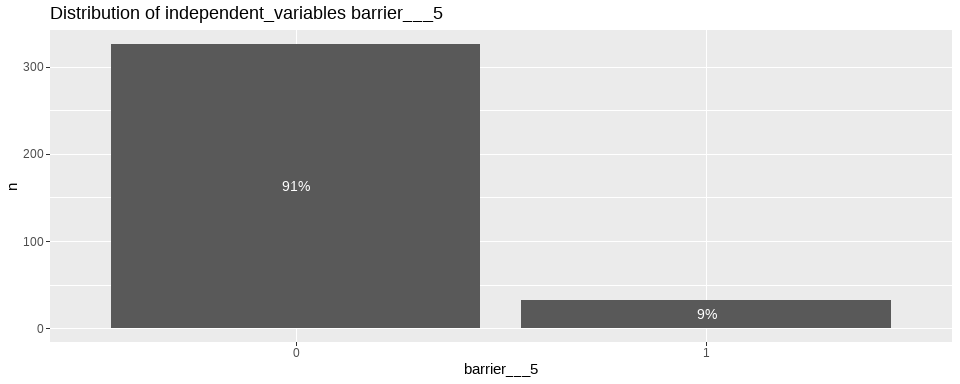 Distribution of independent_variables barrier___5
300
200
100
0
n
91%
9%
0
1
barrier___5